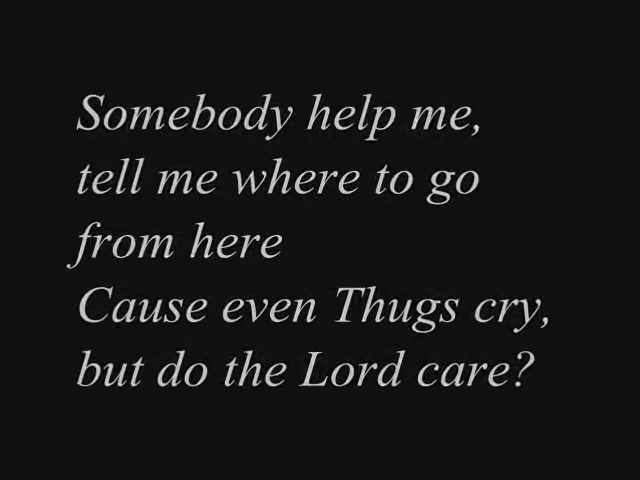 Somebody help me,
tell me where to go
from here
Cause even Thugs cry,
but do the Lord care?